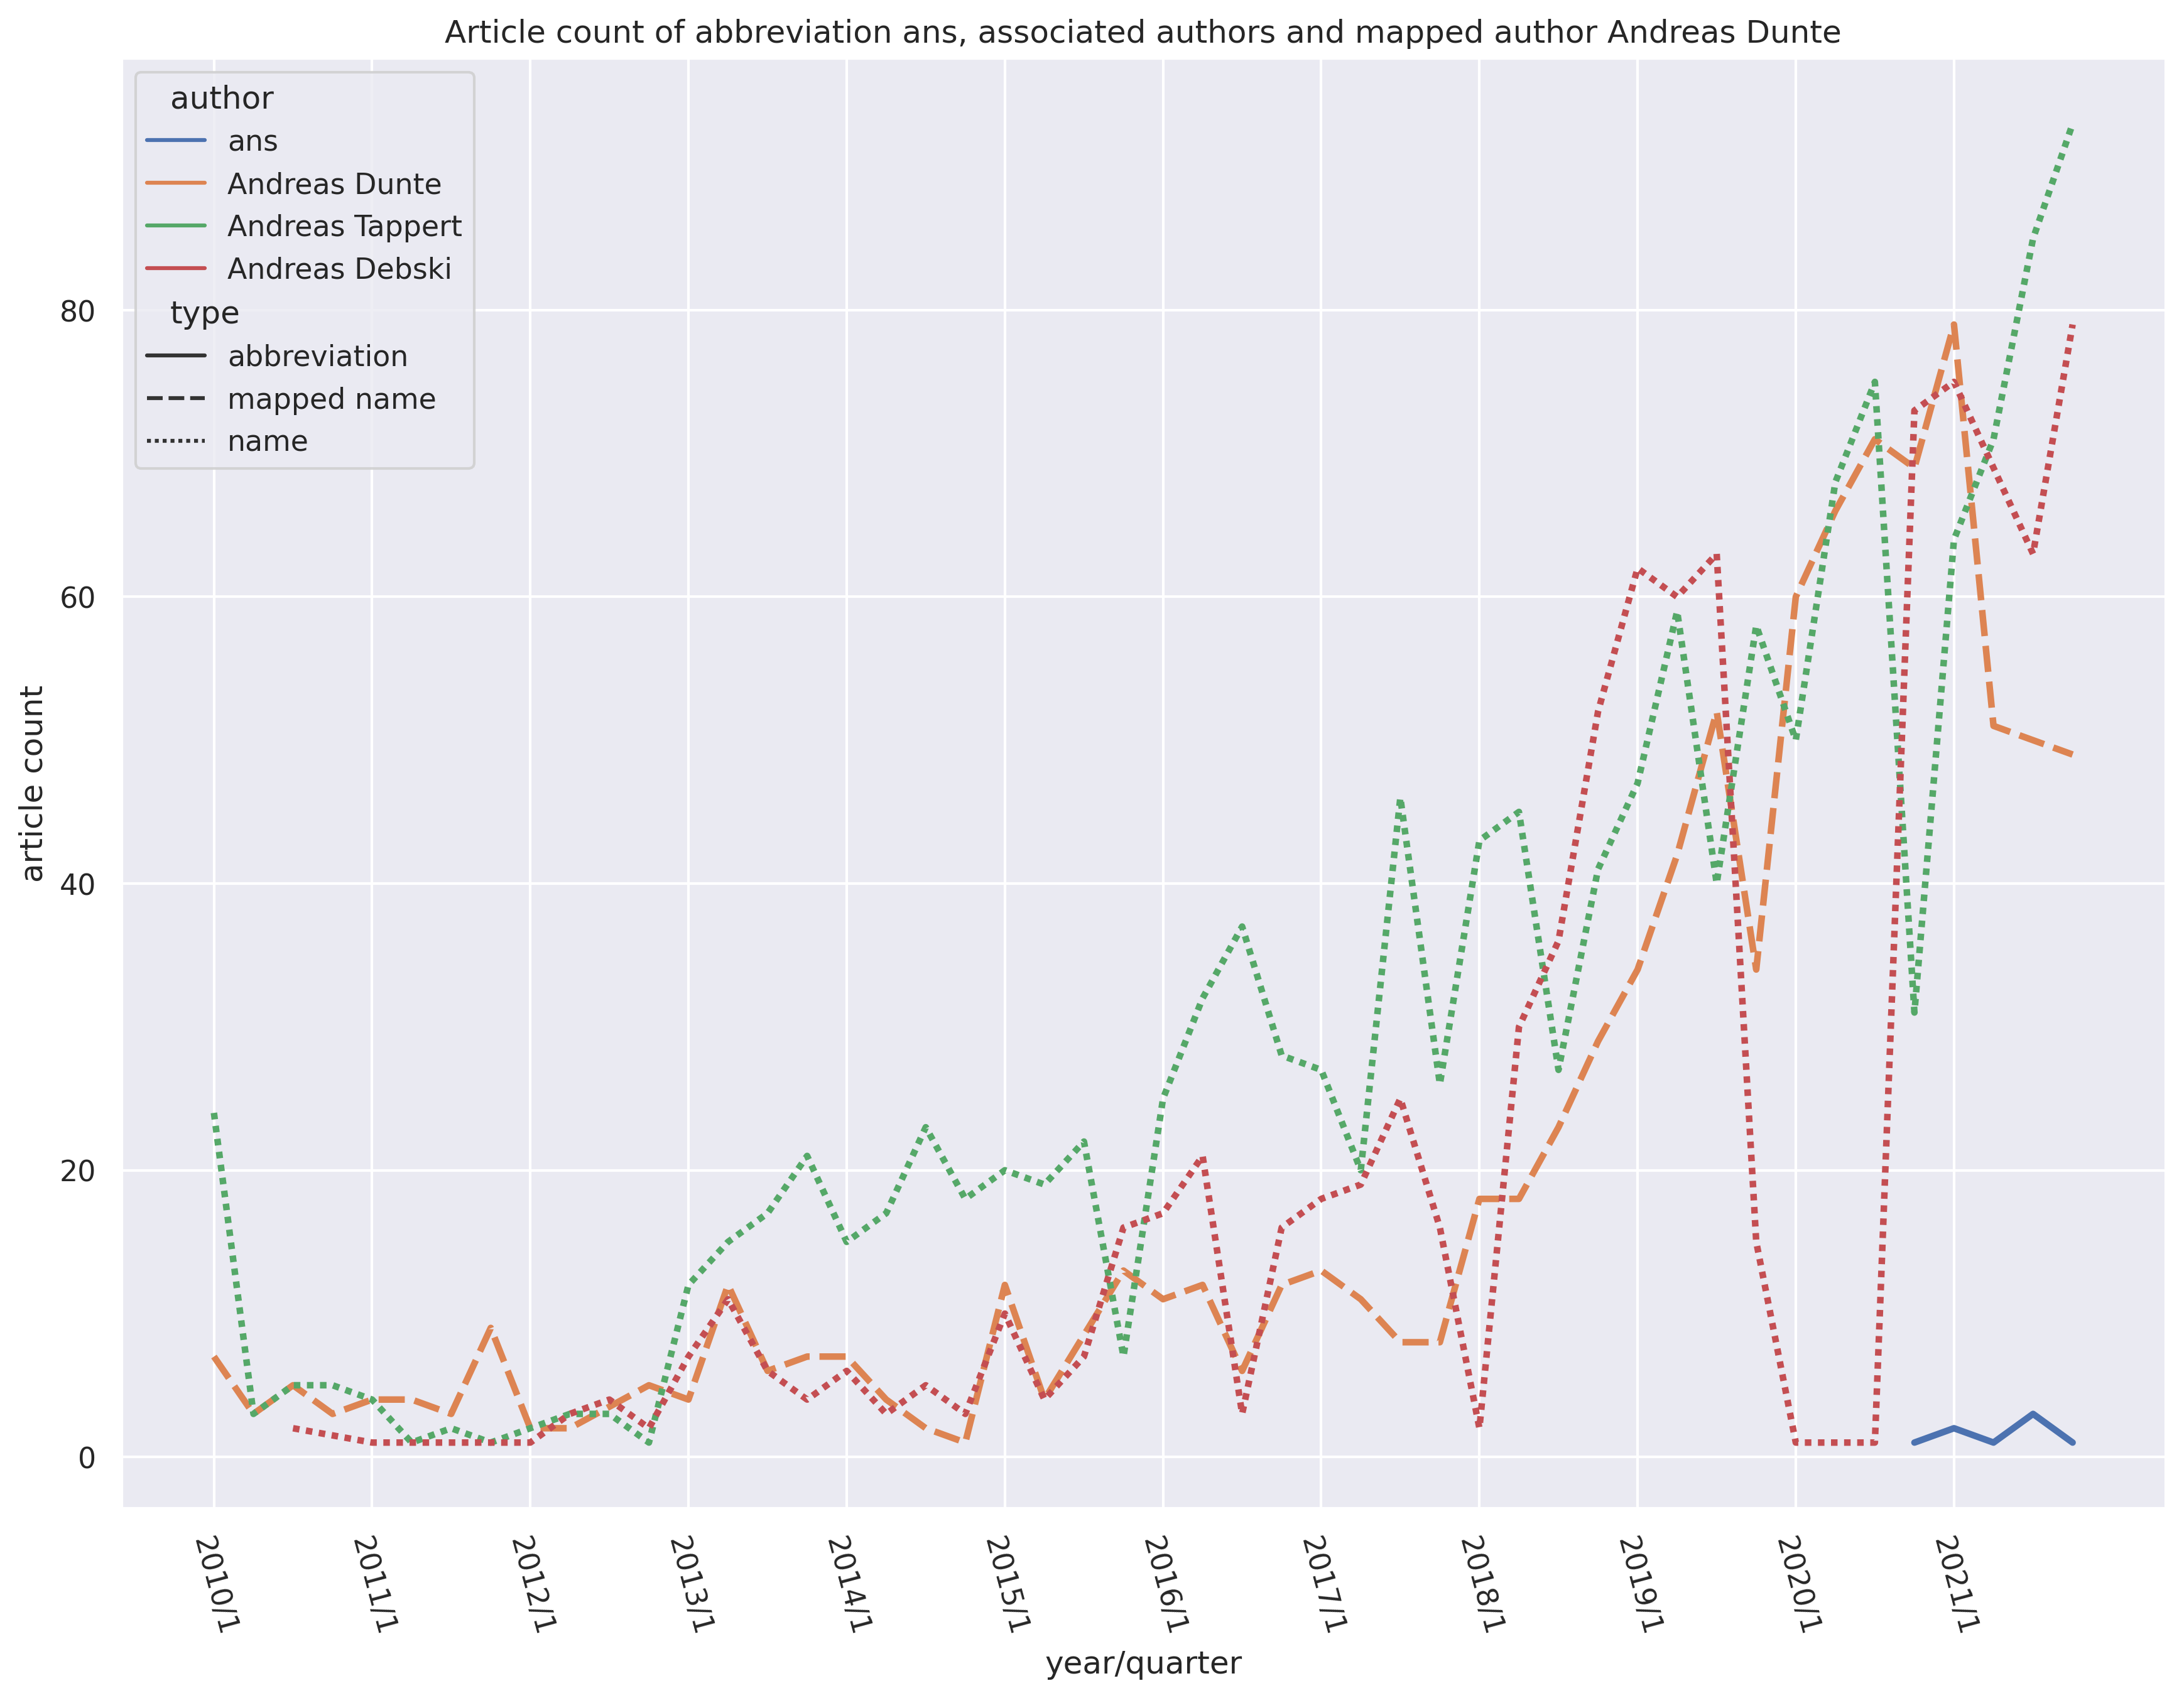 Article count of abbreviation ans, associated authors and mapped author Andreas Dunte
author
ans
Andreas Dunte
Andreas Tappert
Andreas Debski
type
abbreviation
mapped name
name
article count
80
60
40
20
0
2010/1
2011/1
2012/1
2013/1
2014/1
2015/1
2016/1
2017/1
2018/1
2019/1
2020/1
2021/1
year/quarter